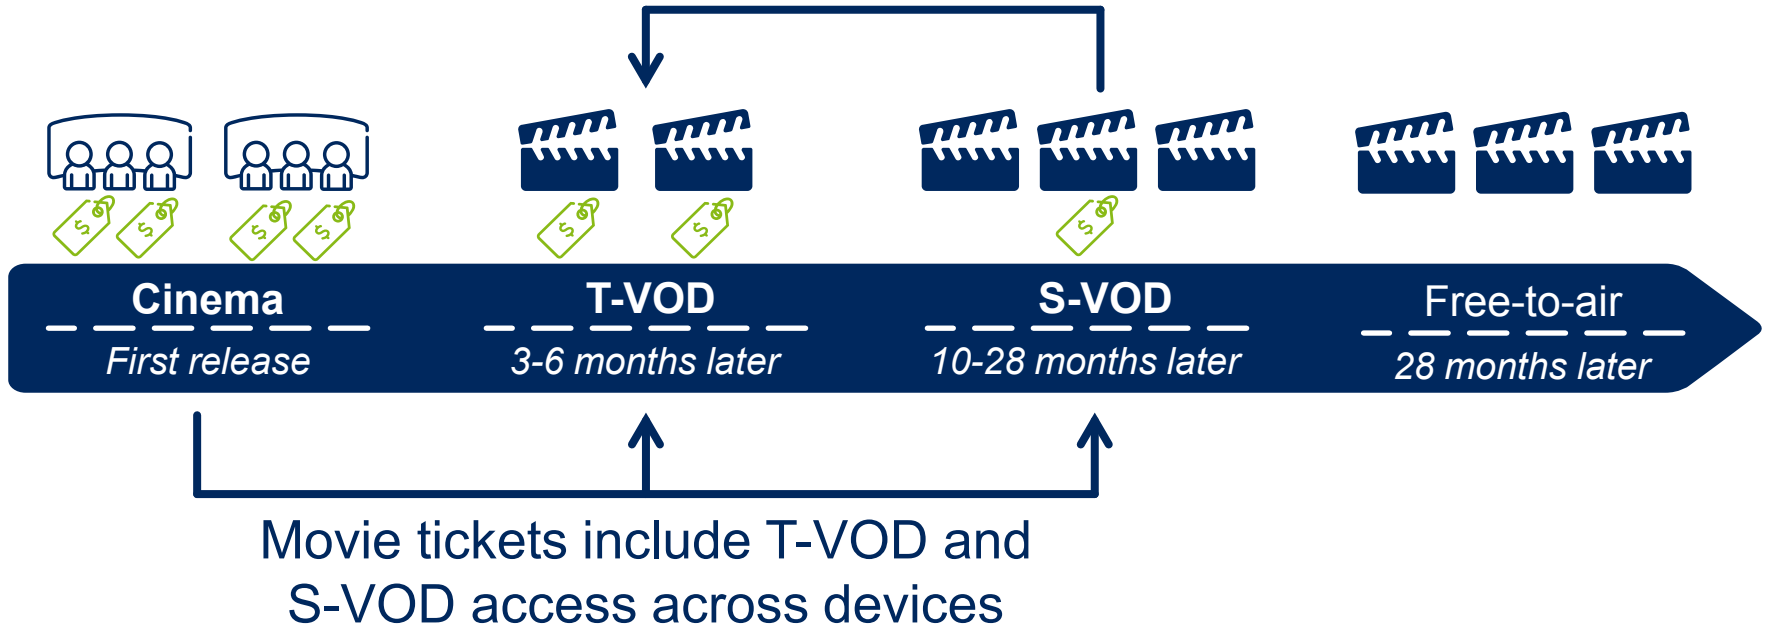 $ $ $ $ $ $ $
Cinema T-VOD S-VOD Free-to-air
First release 3-6 months later 10-28 months later 28 months later
Movie tickets include T-VOD and
S-VOD access across devices